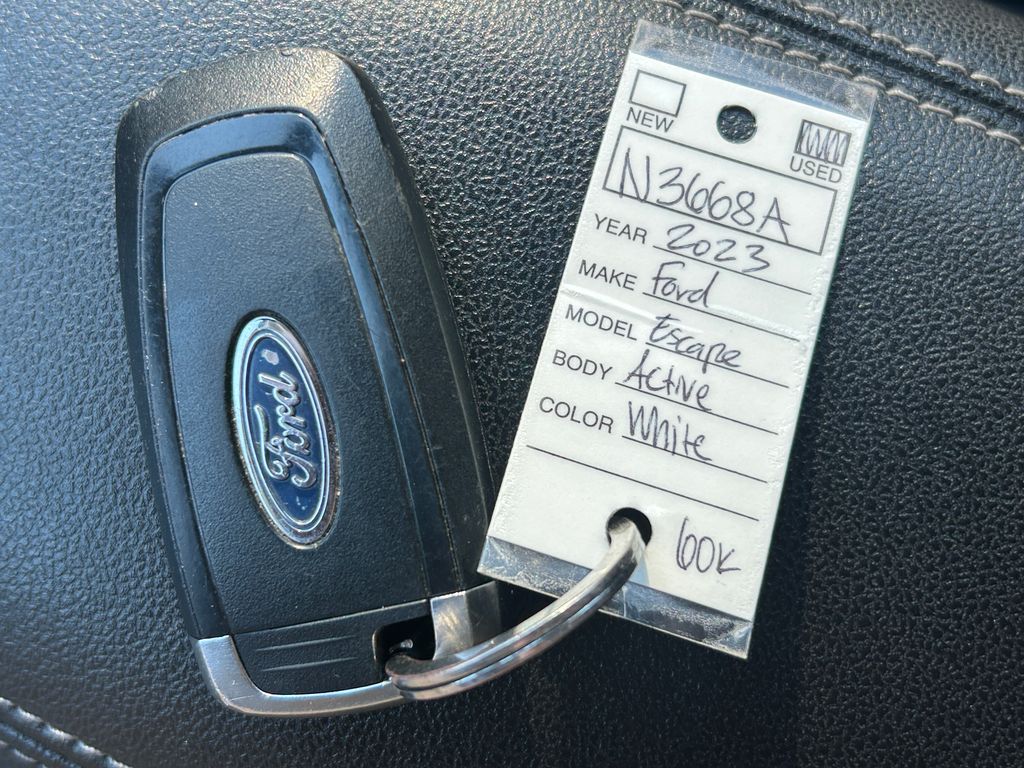 Ford
NEW
USED
N3668A
YEAR 2023
MAKE Ford
MODEL Escape
BODY Active
COLOR White
60K